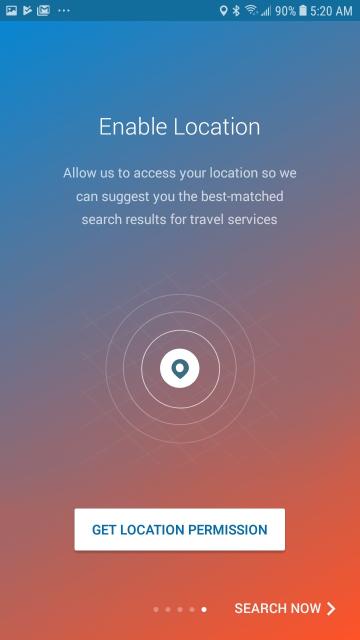 90% 5:20 AM
Enable Location
Allow us to access your location so we
can suggest you the best-matched
search results for travel services
GET LOCATION PERMISSION
SEARCH NOW